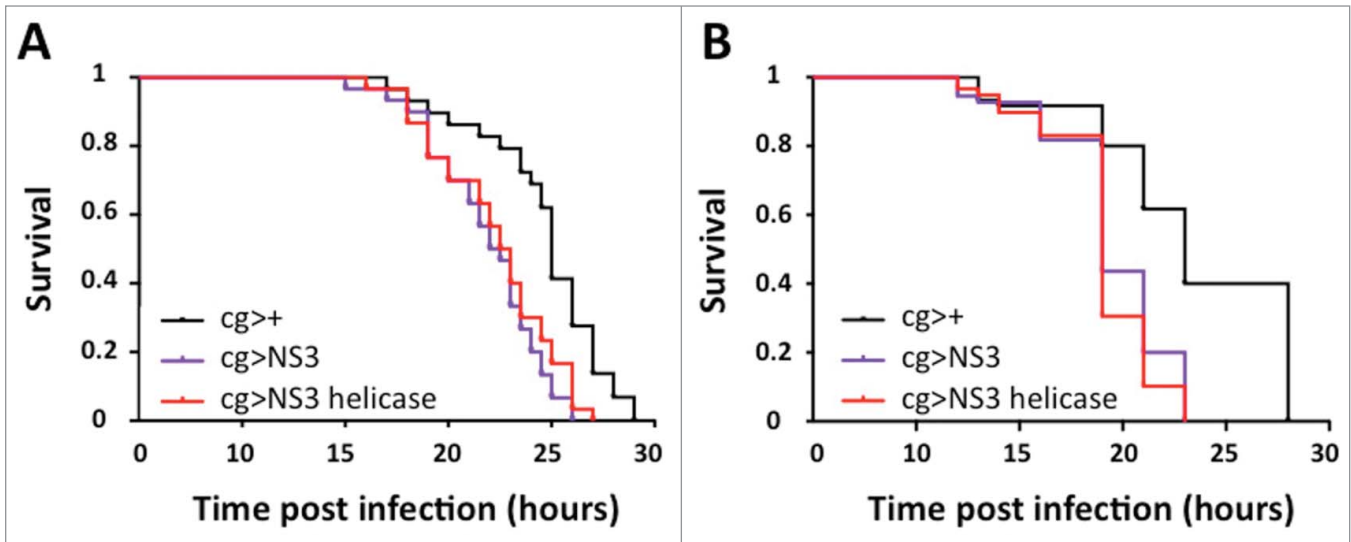 A
Survival
1
0.8
0.6
0.4
0.2
0
cg>+
cg>NS3
cg>NS3 helicase
0 10 15 20 25 30
Time post infection (hours)
B
Survival
1
0.8
0.6
0.4
0.2
0
cg>+
cg>NS3
cg>NS3 helicase
0 10 15 20 25 30
Time post infection (hours)